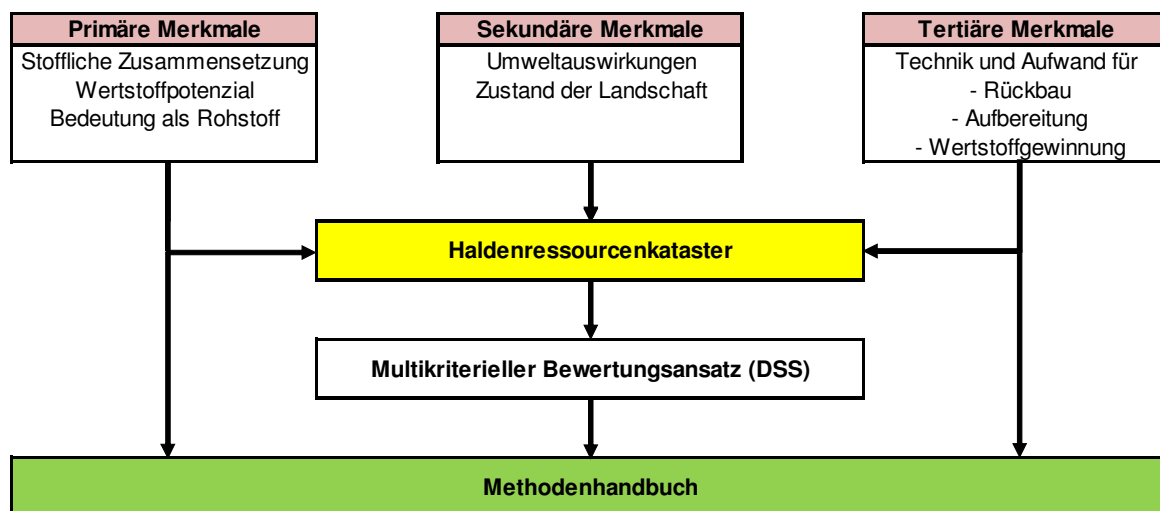 Primäre Merkmale
Stoffliche Zusammensetzung
Wertstoffpotenzial
Bedeutung als Rohstoff
Sekundäre Merkmale
Umweltauswirkungen
Zustand der Landschaft
Tertiäre Merkmale
Technik und Aufwand für
- Rückbau
- Aufbereitung
- Wertstoffgewinnung
Haldenressourcenkataster
Multikriterieller Bewertungsansatz (DSS)
Methodenhandbuch